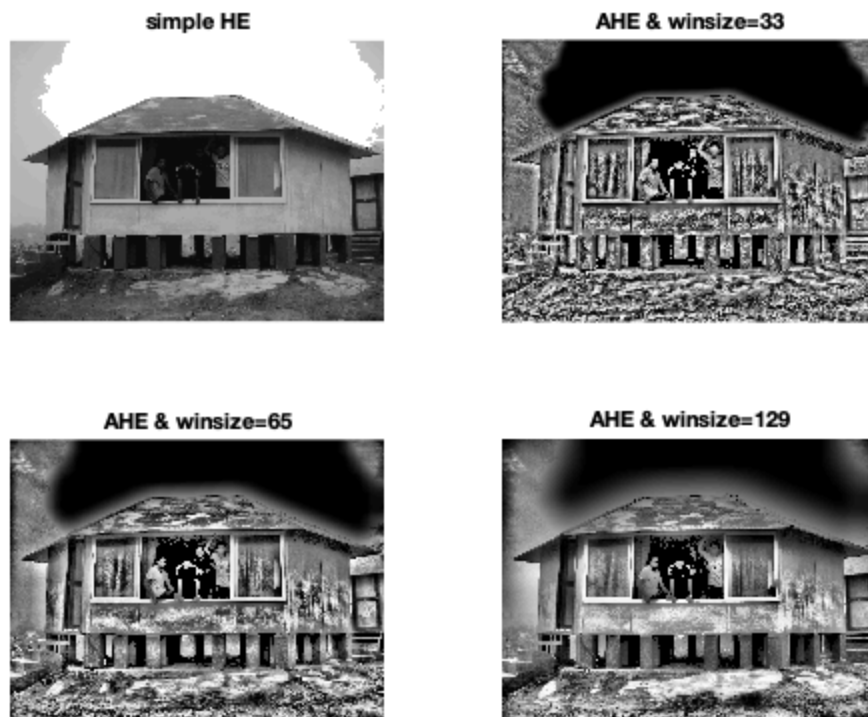 simple HE
AHE & winsize=33
AHE & winsize=65
AHE & winsize=129